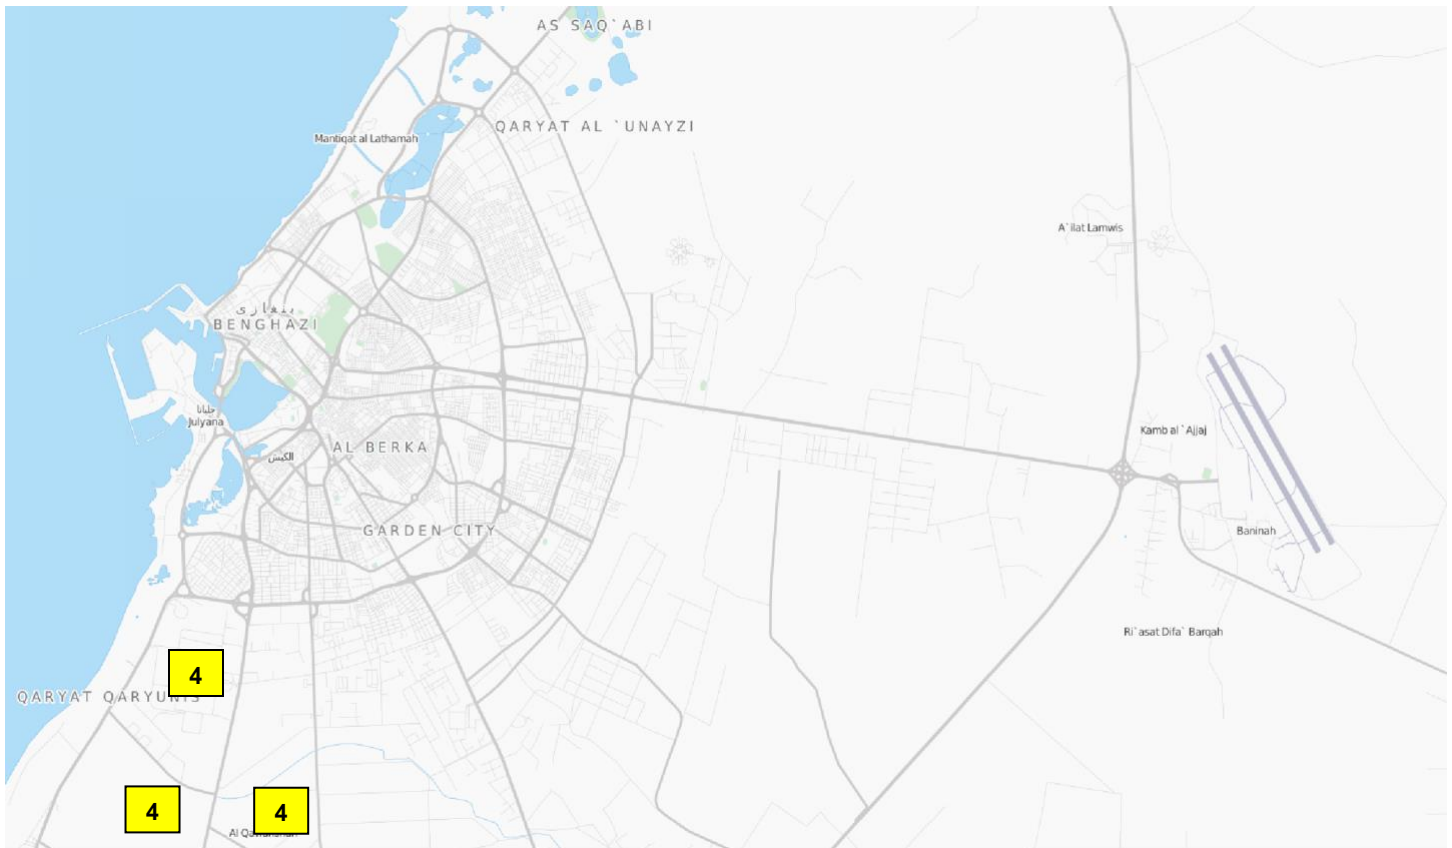 AS SAQ`ABI
QARYAT AL `UNAYZI
Mantiqat al Lathamah
A`ilat Lamwis
بنغازي
BENGHAZI
جليانا
Julyana
Kamb al `Ajjaj
AL BERKA
الكيش
GARDEN CITY
Baninah
Ri`asat Difa` Barqah
4
QARYAT QARYUNIS
4
4